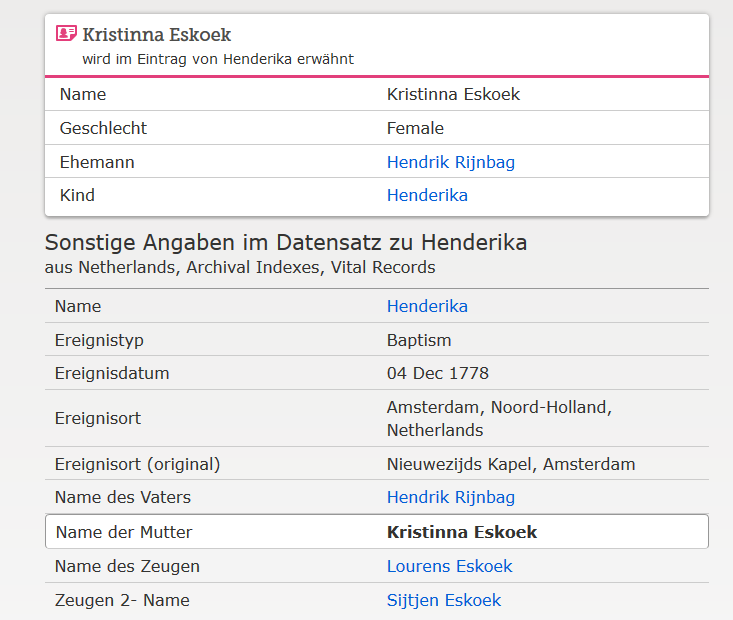 Kristinna Eskoek
wird im Eintrag von Henderika erwähnt
Name Kristinna Eskoek
Geschlecht Female
Ehemann Hendrik Rijnbag
Kind Henderika
Sonstige Angaben im Datensatz zu Henderika
aus Netherlands, Archival Indexes, Vital Records
Name Henderika
Ereignistyp Baptism
Ereignisdatum 04 Dec 1778
Ereignisort Amsterdam, Noord-Holland,
Netherlands
Ereignisort (original) Nieuwezijds Kapel, Amsterdam
Name des Vaters Hendrik Rijnbag
Name der Mutter Kristinna Eskoek
Name des Zeugen Lourens Eskoek
Zeugen 2- Name Sijtjen Eskoek